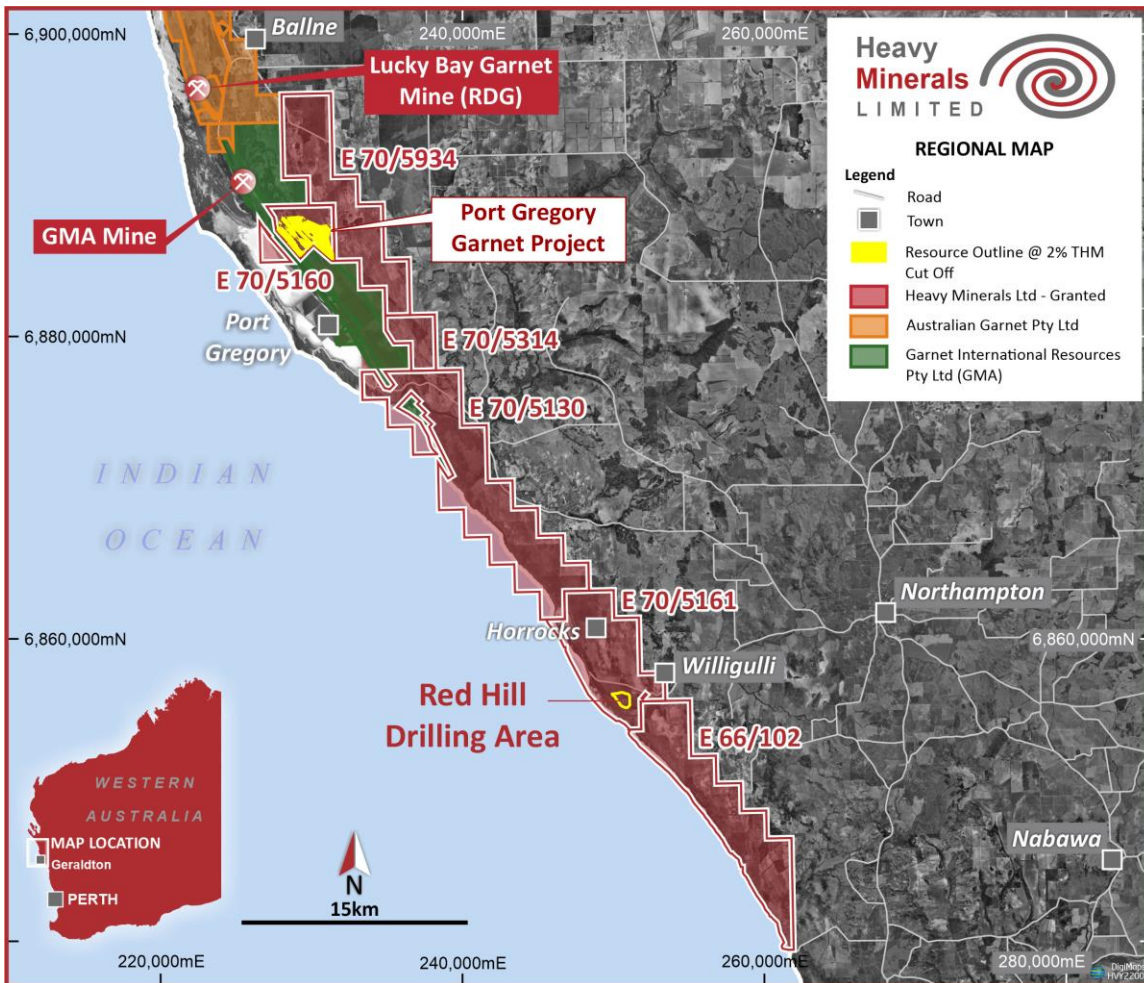 6,900,000mN
Ballne
240,000mE
260,000mE
Heavy
Minerals
LIMITED
REGIONAL MAP
Legend
Road
Town
Resource Outline @ 2% THM
Cut Off
Heavy Minerals Ltd - Granted
Australian Garnet Pty Ltd
Garnet International Resources
Pty Ltd (GMA)
Lucky Bay Garnet
Mine (RDG)
E 70/5934
GMA Mine
Port Gregory
Garnet Project
E 70/5160
Port
Gregory
6,880,000mN
E 70/5314
E 70/5130
INDIAN
OCEAN
E 70/5161
Northampton
Horrocks
6,860,000mN
6,860,000mN
Willigulli
Red Hill
Drilling Area
E 66/102
WESTERN
AUSTRALIA
MAP LOCATION
Geraldton
PERTH
N
15km
Nabawa
220,000mE
240,000mE
260,000mE
280,000mE
DigiMaps
HVY2200